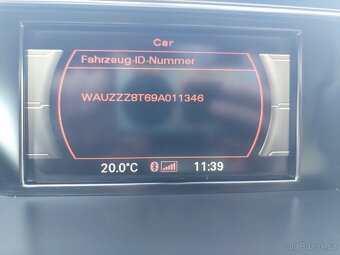 Car
Fahrzeug-ID-Nummer
WAUZZZ8T69A011346
20.0°C 11:39